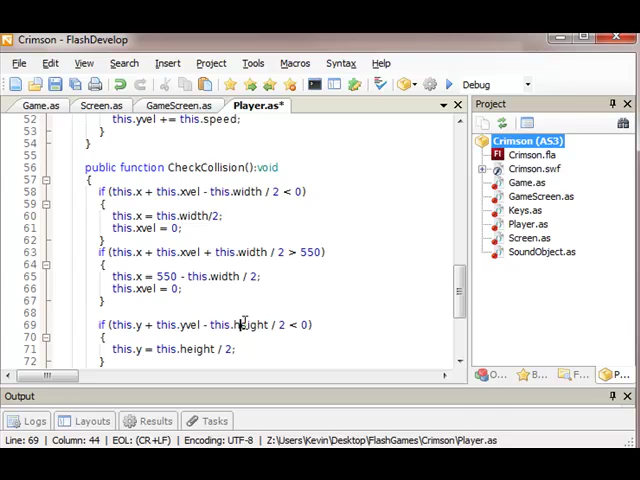 Crimson - FlashDevelop
File Edit View Search Insert Project Tools Macros Syntax Help
Debug
Game.as Screen.as GameScreen.as Player.as*
Project
52 this.yvel += this.speed;
53 }
54 }
55
56 public function CheckCollision():void
57 {
58 if (this.x + this.xvel - this.width / 2 < 0)
59 {
60 this.x = this.width/2;
61 this.xvel = 0;
62 }
63 if (this.x + this.xvel + this.width / 2 > 550)
64 {
65 this.x = 550 - this.width / 2;
66 this.xvel = 0;
67 }
68
69 if (this.y + this.yvel - this.height / 2 < 0)
70 {
71 this.y = this.height / 2;
72 }
Crimson (AS3)
Crimson.fla
Crimson.swf
Game.as
GameScreen.as
Keys.as
Player.as
Screen.as
SoundObject.as
O... B... F... P...
Output
Logs Layouts Results Tasks
Line: 69 Column: 44 EOL: (CR+LF) Encoding: UTF-8 Z:\Users\Kevin\Desktop\FlashGames\Crimson\Player.as